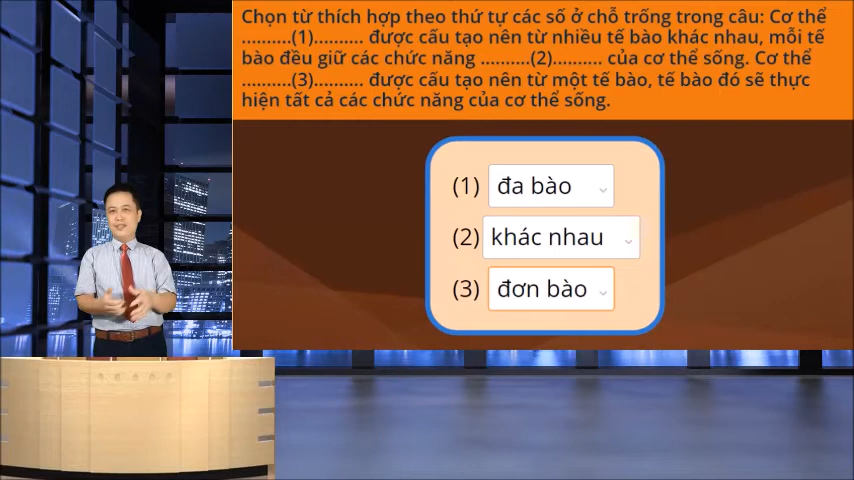 Chọn từ thích hợp theo thứ tự các số ở chỗ trống trong câu: Cơ thể
..........(1).......... được cấu tạo nên từ nhiều tế bào khác nhau, mỗi tế
bào đều giữ các chức năng ..........(2).......... của cơ thể sống. Cơ thể
..........(3).......... được cấu tạo nên từ một tế bào, tế bào đó sẽ thực
hiện tất cả các chức năng của cơ thể sống.
(1) đa bào
(2) khác nhau
(3) đơn bào